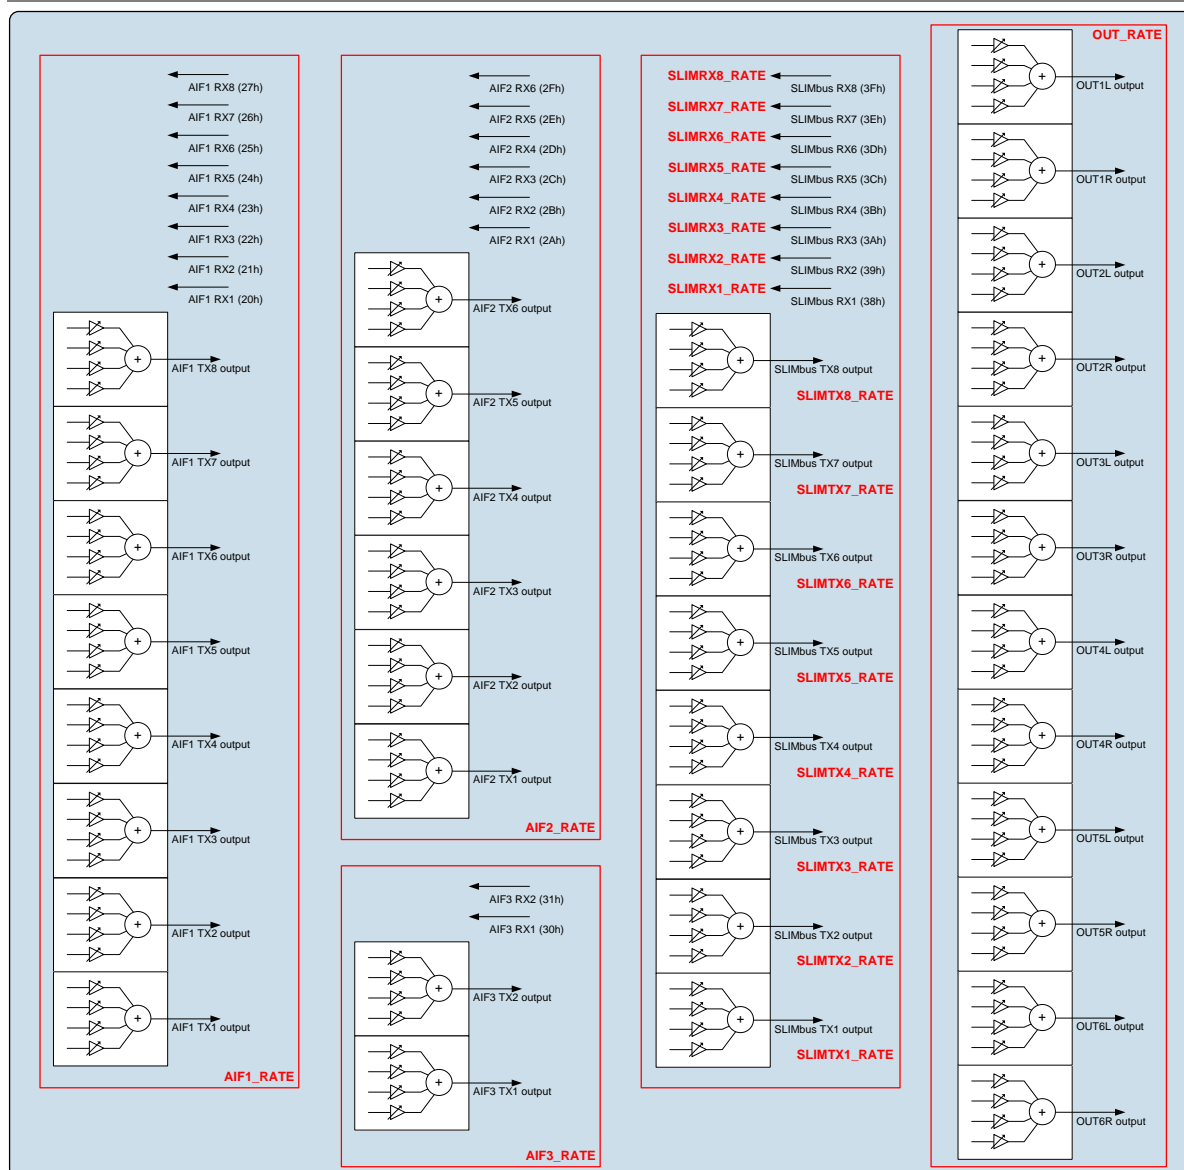 AIF1 RX8 (27h)
AIF1 RX7 (26h)
AIF1 RX6 (25h)
AIF1 RX5 (24h)
AIF1 RX4 (23h)
AIF1 RX3 (22h)
AIF1 RX2 (21h)
AIF1 RX1 (20h)
+ AIF1 TX8 output
+ AIF1 TX7 output
+ AIF1 TX6 output
+ AIF1 TX5 output
+ AIF1 TX4 output
+ AIF1 TX3 output
+ AIF1 TX2 output
+ AIF1 TX1 output
AIF1_RATE
AIF2 RX6 (2Fh)
AIF2 RX5 (2Eh)
AIF2 RX4 (2Dh)
AIF2 RX3 (2Ch)
AIF2 RX2 (2Bh)
AIF2 RX1 (2Ah)
+ AIF2 TX6 output
+ AIF2 TX5 output
+ AIF2 TX4 output
+ AIF2 TX3 output
+ AIF2 TX2 output
+ AIF2 TX1 output
AIF2_RATE
AIF3 RX2 (31h)
AIF3 RX1 (30h)
+ AIF3 TX2 output
+ AIF3 TX1 output
AIF3_RATE
SLIMRX8_RATE SLIMbus RX8 (3Fh)
SLIMRX7_RATE SLIMbus RX7 (3Eh)
SLIMRX6_RATE SLIMbus RX6 (3Dh)
SLIMRX5_RATE SLIMbus RX5 (3Ch)
SLIMRX4_RATE SLIMbus RX4 (3Bh)
SLIMRX3_RATE SLIMbus RX3 (3Ah)
SLIMRX2_RATE SLIMbus RX2 (39h)
SLIMRX1_RATE SLIMbus RX1 (38h)
+ SLIMbus TX8 output
SLIMTX8_RATE
+ SLIMbus TX7 output
SLIMTX7_RATE
+ SLIMbus TX6 output
SLIMTX6_RATE
+ SLIMbus TX5 output
SLIMTX5_RATE
+ SLIMbus TX4 output
SLIMTX4_RATE
+ SLIMbus TX3 output
SLIMTX3_RATE
+ SLIMbus TX2 output
SLIMTX2_RATE
+ SLIMbus TX1 output
SLIMTX1_RATE
OUT_RATE
+ OUT1L output
+ OUT1R output
+ OUT2L output
+ OUT2R output
+ OUT3L output
+ OUT3R output
+ OUT4L output
+ OUT4R output
+ OUT5L output
+ OUT5R output
+ OUT6L output
+ OUT6R output